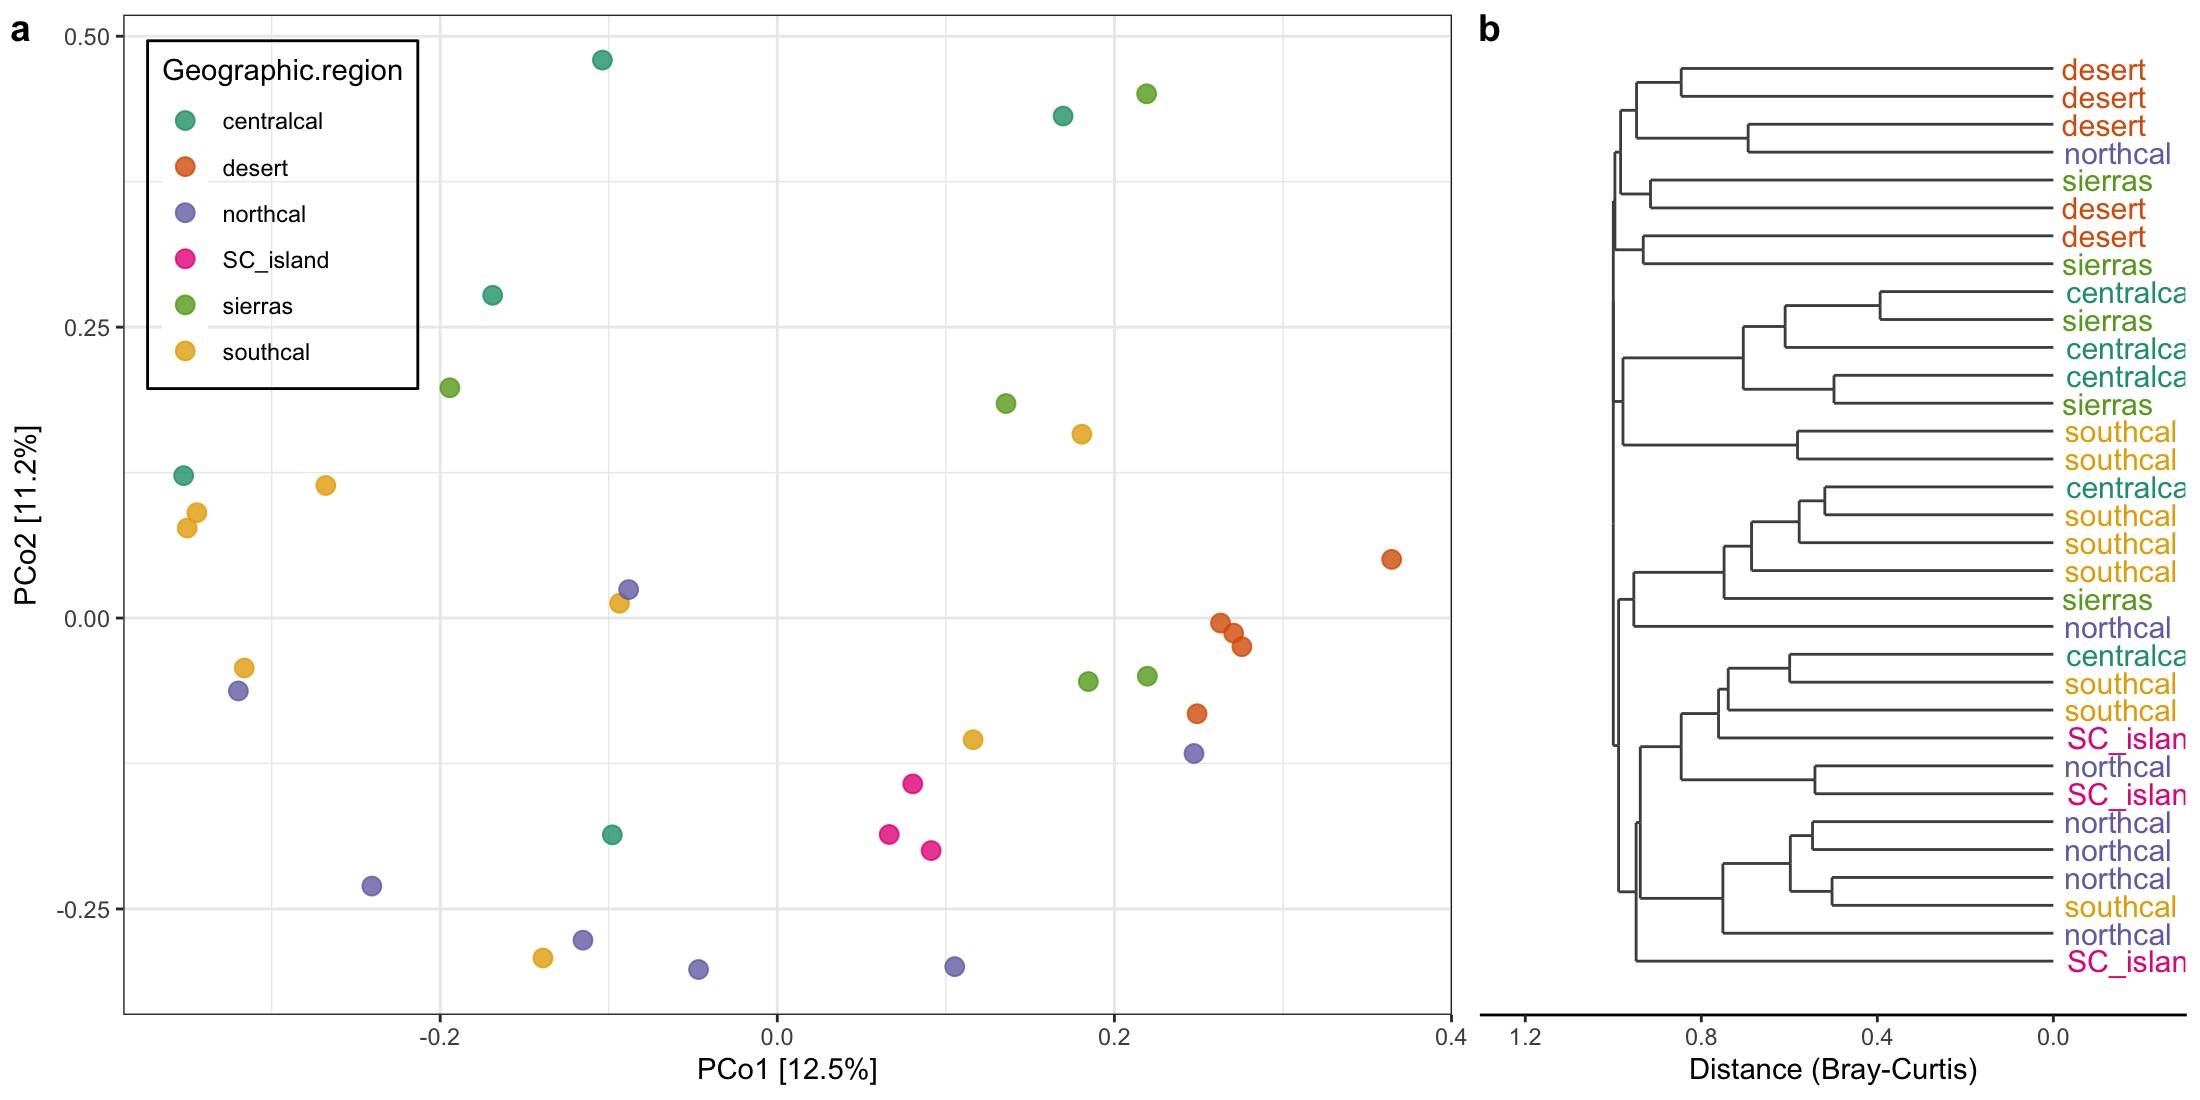 a
Geographic.region
centralcal
desert
northcal
SC_island
sierras
southcal
0.50
0.25
0.00
-0.25
PCo2 [11.2%]
-0.2
0.0
0.2
0.4
PCo1 [12.5%]
b
desert
desert
desert
northcal
sierras
desert
desert
sierras
centralca
sierras
centralca
centralca
sierras
southcal
southcal
centralca
southcal
southcal
southcal
sierras
northcal
centralca
southcal
southcal
SC_islan
northcal
SC_islan
northcal
northcal
northcal
southcal
northcal
SC_islan
1.2
0.8
0.4
0.0
Distance (Bray-Curtis)